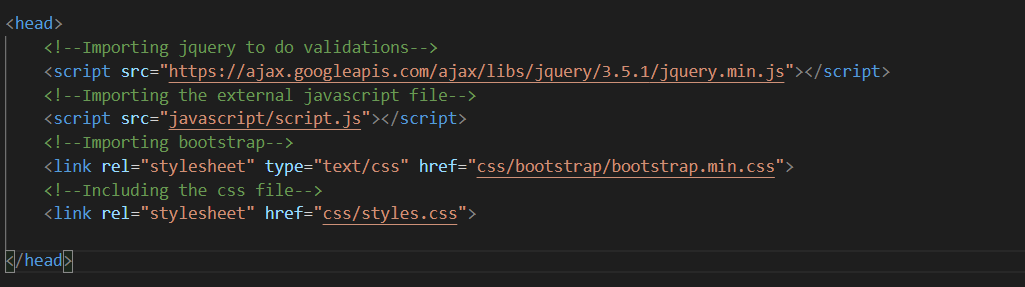 <head>
<!--Importing jquery to do validations-->
<script src="https://ajax.googleapis.com/ajax/libs/jquery/3.5.1/jquery.min.js"></script>
<!--Importing the external javascript file-->
<script src="javascript/script.js"></script>
<!--Importing bootstrap-->
<link rel="stylesheet" type="text/css" href="css/bootstrap/bootstrap.min.css">
<!--Including the css file-->
<link rel="stylesheet" href="css/styles.css">
</head>